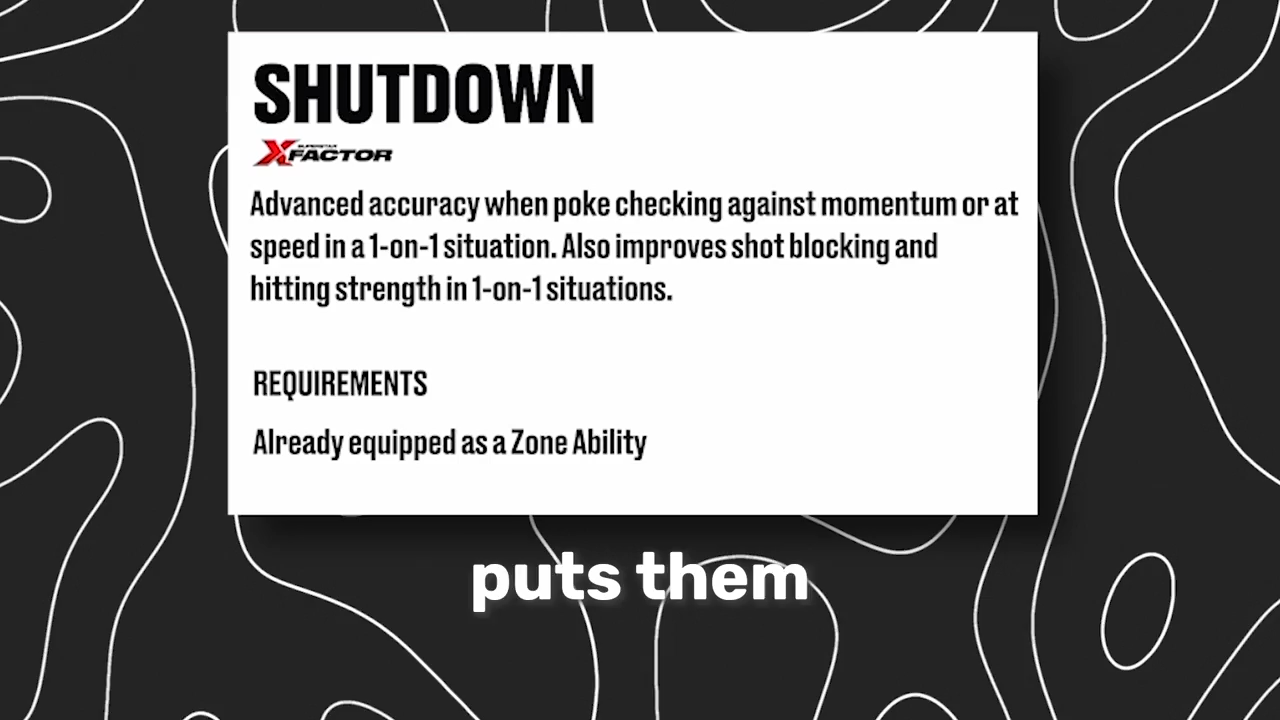 SHUTDOWN
SUPERSTAR
XFACTOR
Advanced accuracy when poke checking against momentum or at
speed in a 1-on-1 situation. Also improves shot blocking and
hitting strength in 1-on-1 situations.
REQUIREMENTS
Already equipped as a Zone Ability
puts them